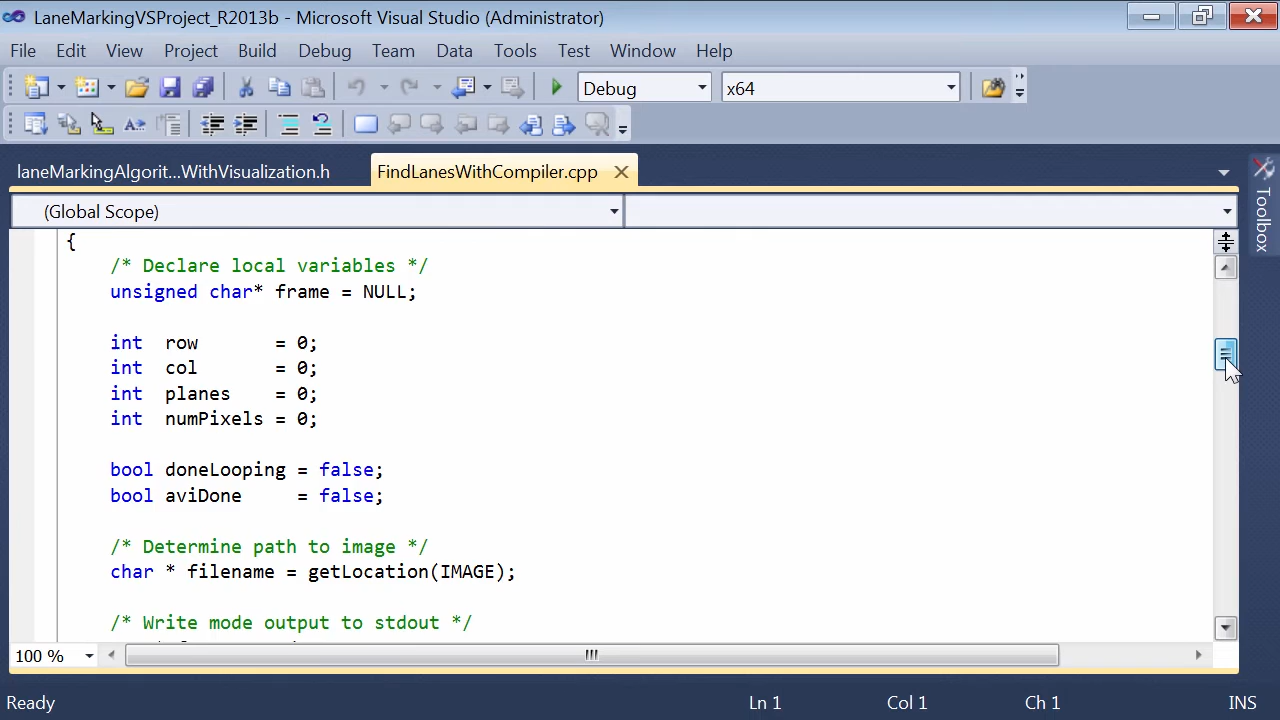 LaneMarkingVSProject_R2013b - Microsoft Visual Studio (Administrator)
File Edit View Project Build Debug Team Data Tools Test Window Help
Debug x64
laneMarkingAlgorit...WithVisualization.h FindLanesWithCompiler.cpp
Toolbox
(Global Scope)
{
/* Declare local variables */
unsigned char* frame = NULL;
int row = 0;
int col = 0;
int planes = 0;
int numPixels = 0;
bool doneLooping = false;
bool aviDone = false;
/* Determine path to image */
char * filename = getLocation(IMAGE);
/* Write mode output to stdout */
100 %
Ready Ln 1 Col 1 Ch 1 INS